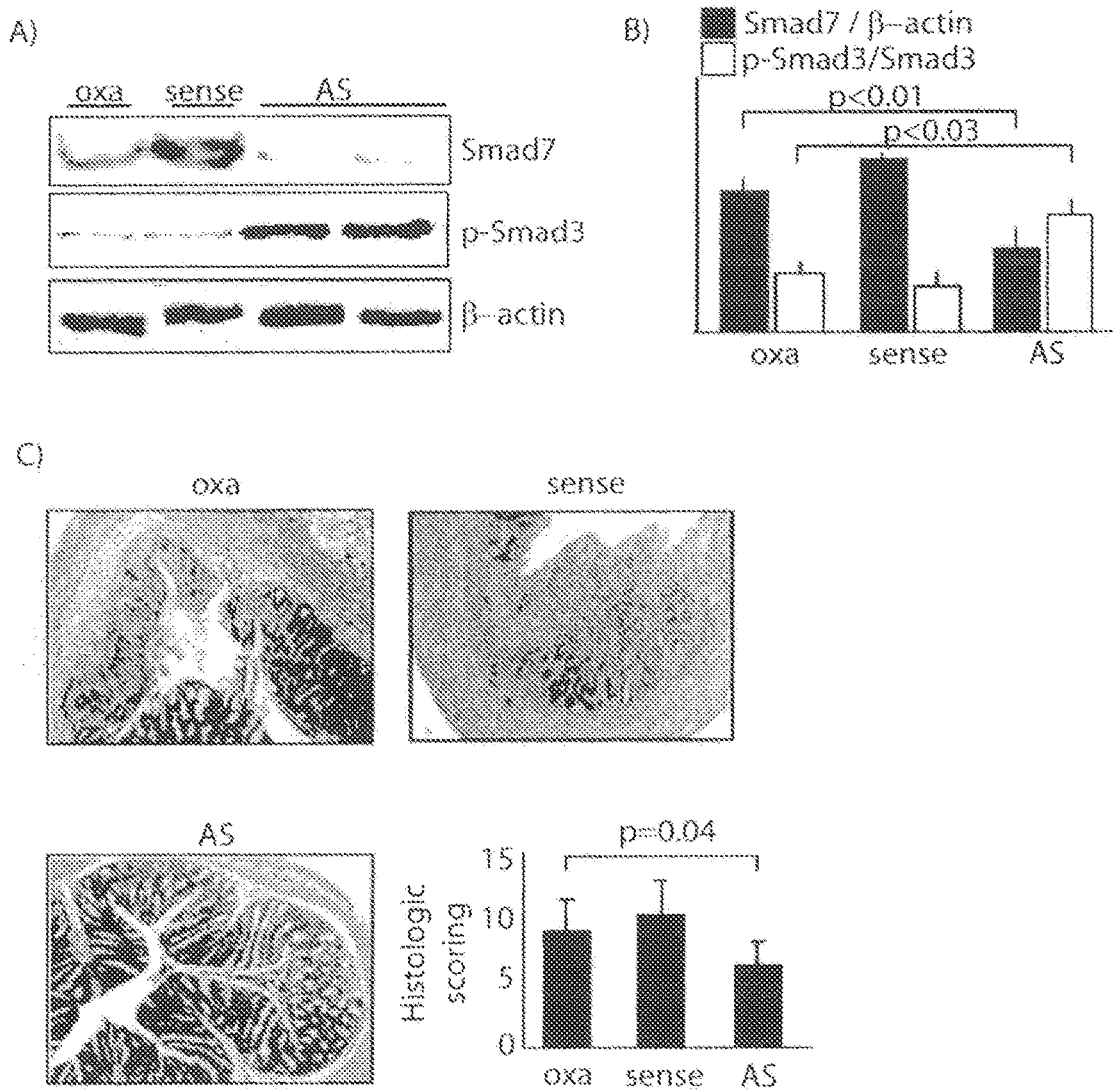 A)
oxa sense AS
Smad7
p-Smad3
β-actin
B)
Smad7 / β-actin
p-Smad3/Smad3
p<0.01
p<0.03
oxa sense AS
C)
oxa
sense
AS
Histologic
scoring
p=0.04
15
10
5
0
oxa sense AS